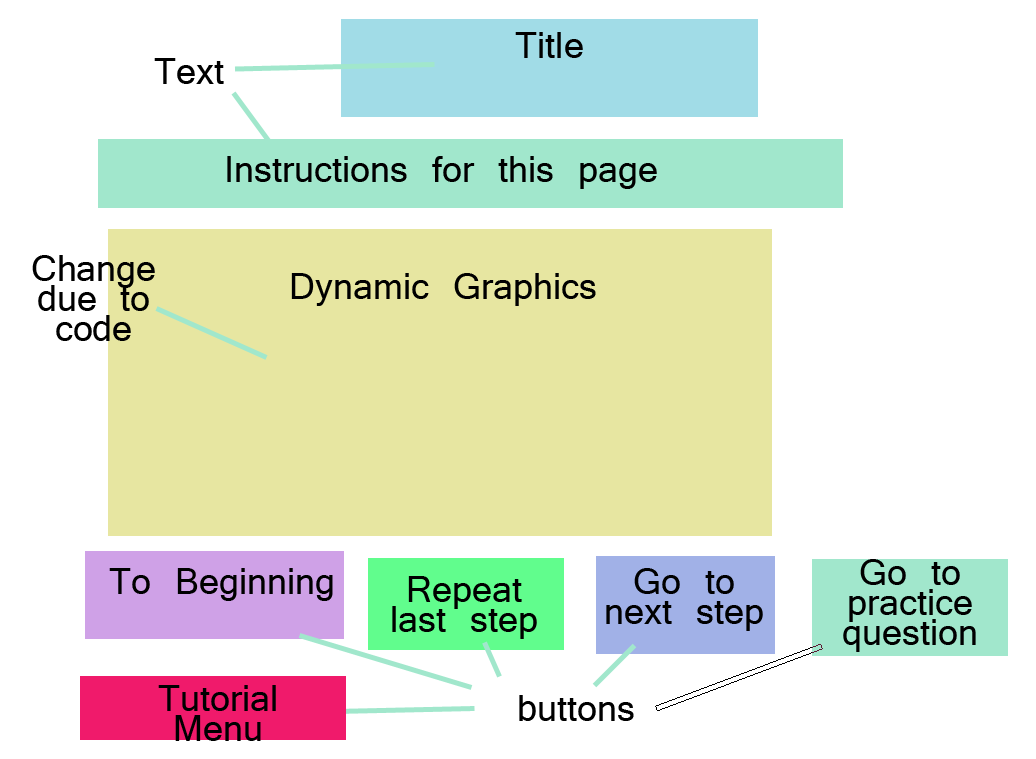 Title
Text
Instructions for this page
Change
due to
code
Dynamic Graphics
To Beginning
Repeat
last step
Go to
next step
Go to
practice
question
Tutorial
Menu
buttons